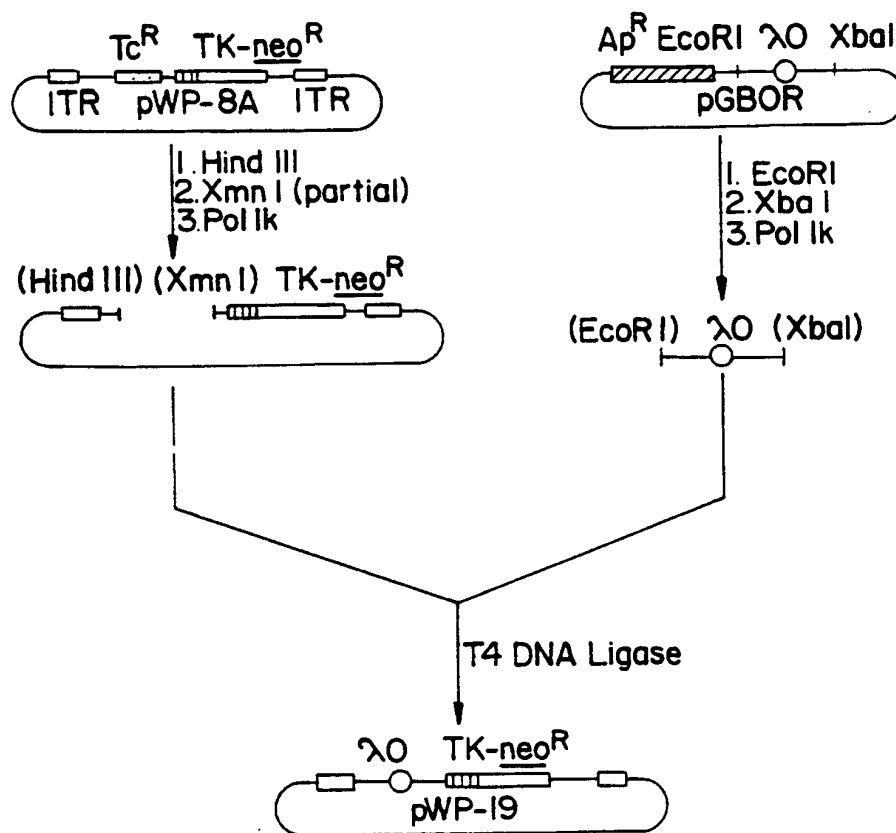 Tc^R TK-neo^R
ITR pWP-8A ITR
1. Hind III
2. Xmn I (partial)
3. Pol Ik
(Hind III) (Xmn I) TK-neo^R
Ap^R EcoRI λO XbaI
pGBOR
1. EcoRI
2. Xba I
3. Pol Ik
(EcoR I) λO (XbaI)
T4 DNA Ligase
λO TK-neo^R
pWP-19